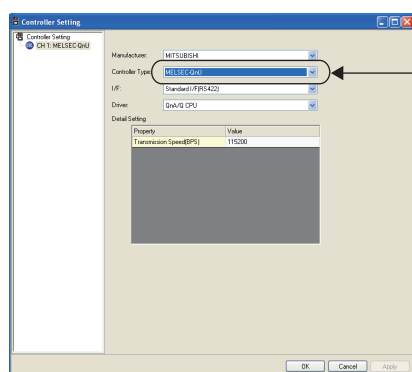 Controller Setting
Controller Setting
CH 1: MELSEC-QnU
Manufacturer: MITSUBISHI
Controller Type: MELSEC-QnU
I/F: Standard I/F(RS422)
Driver: QnA/Q CPU
Detail Setting
Property Value
Transmission Speed(BPS) 115200
OK Cancel Apply